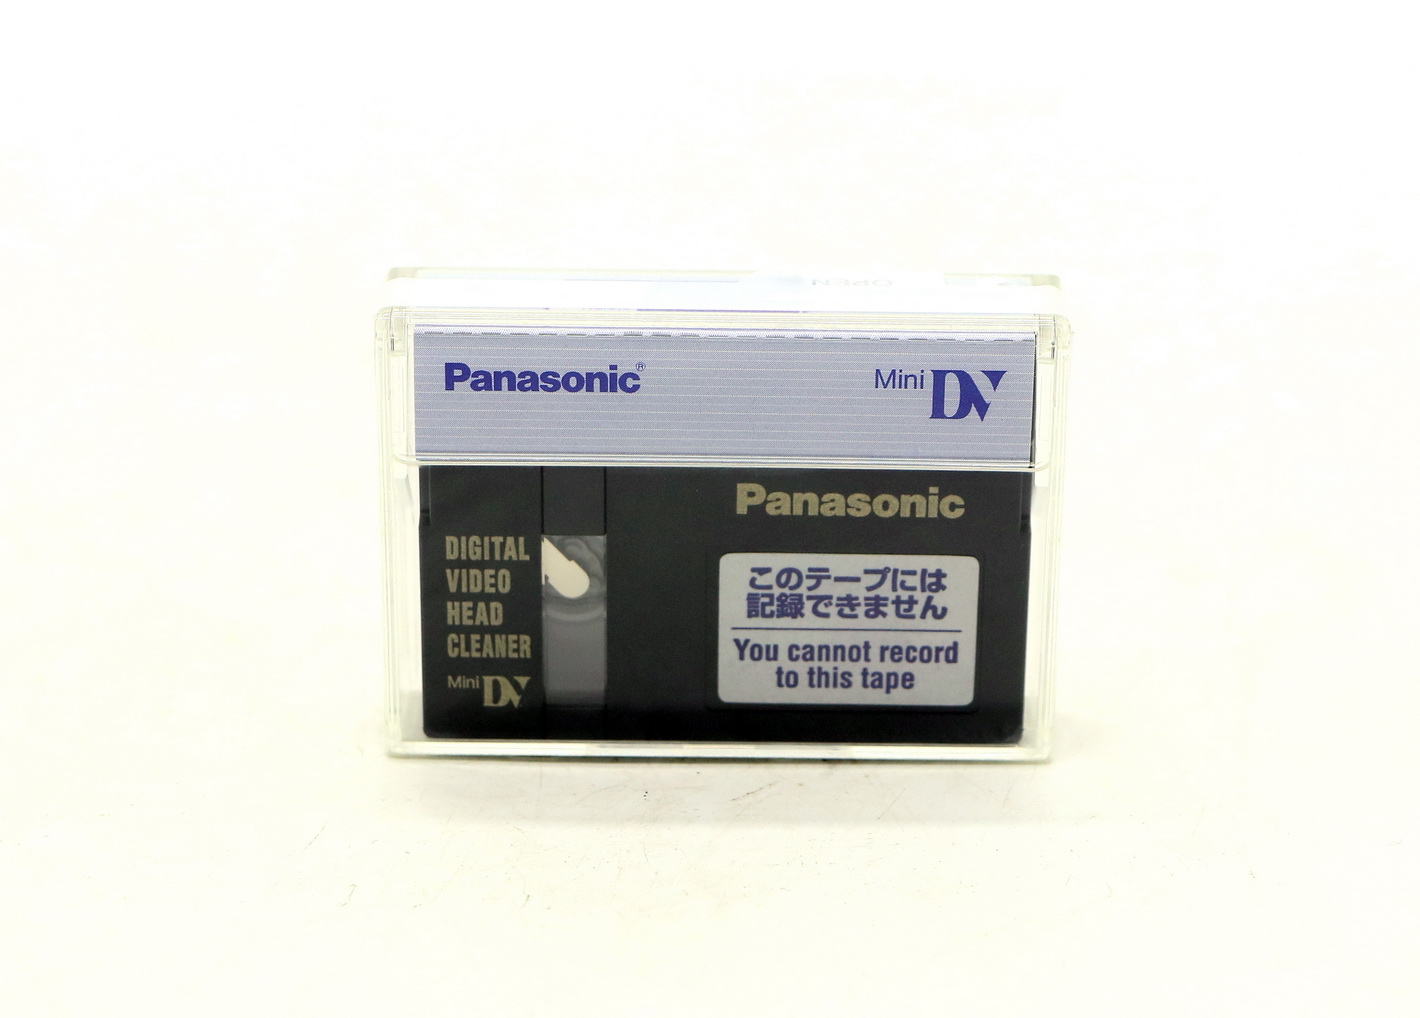 OPEN
Panasonic®
Mini DV
Panasonic
DIGITAL
VIDEO
HEAD
CLEANER
Mini DV
このテープには
記録できません
You cannot record
to this tape